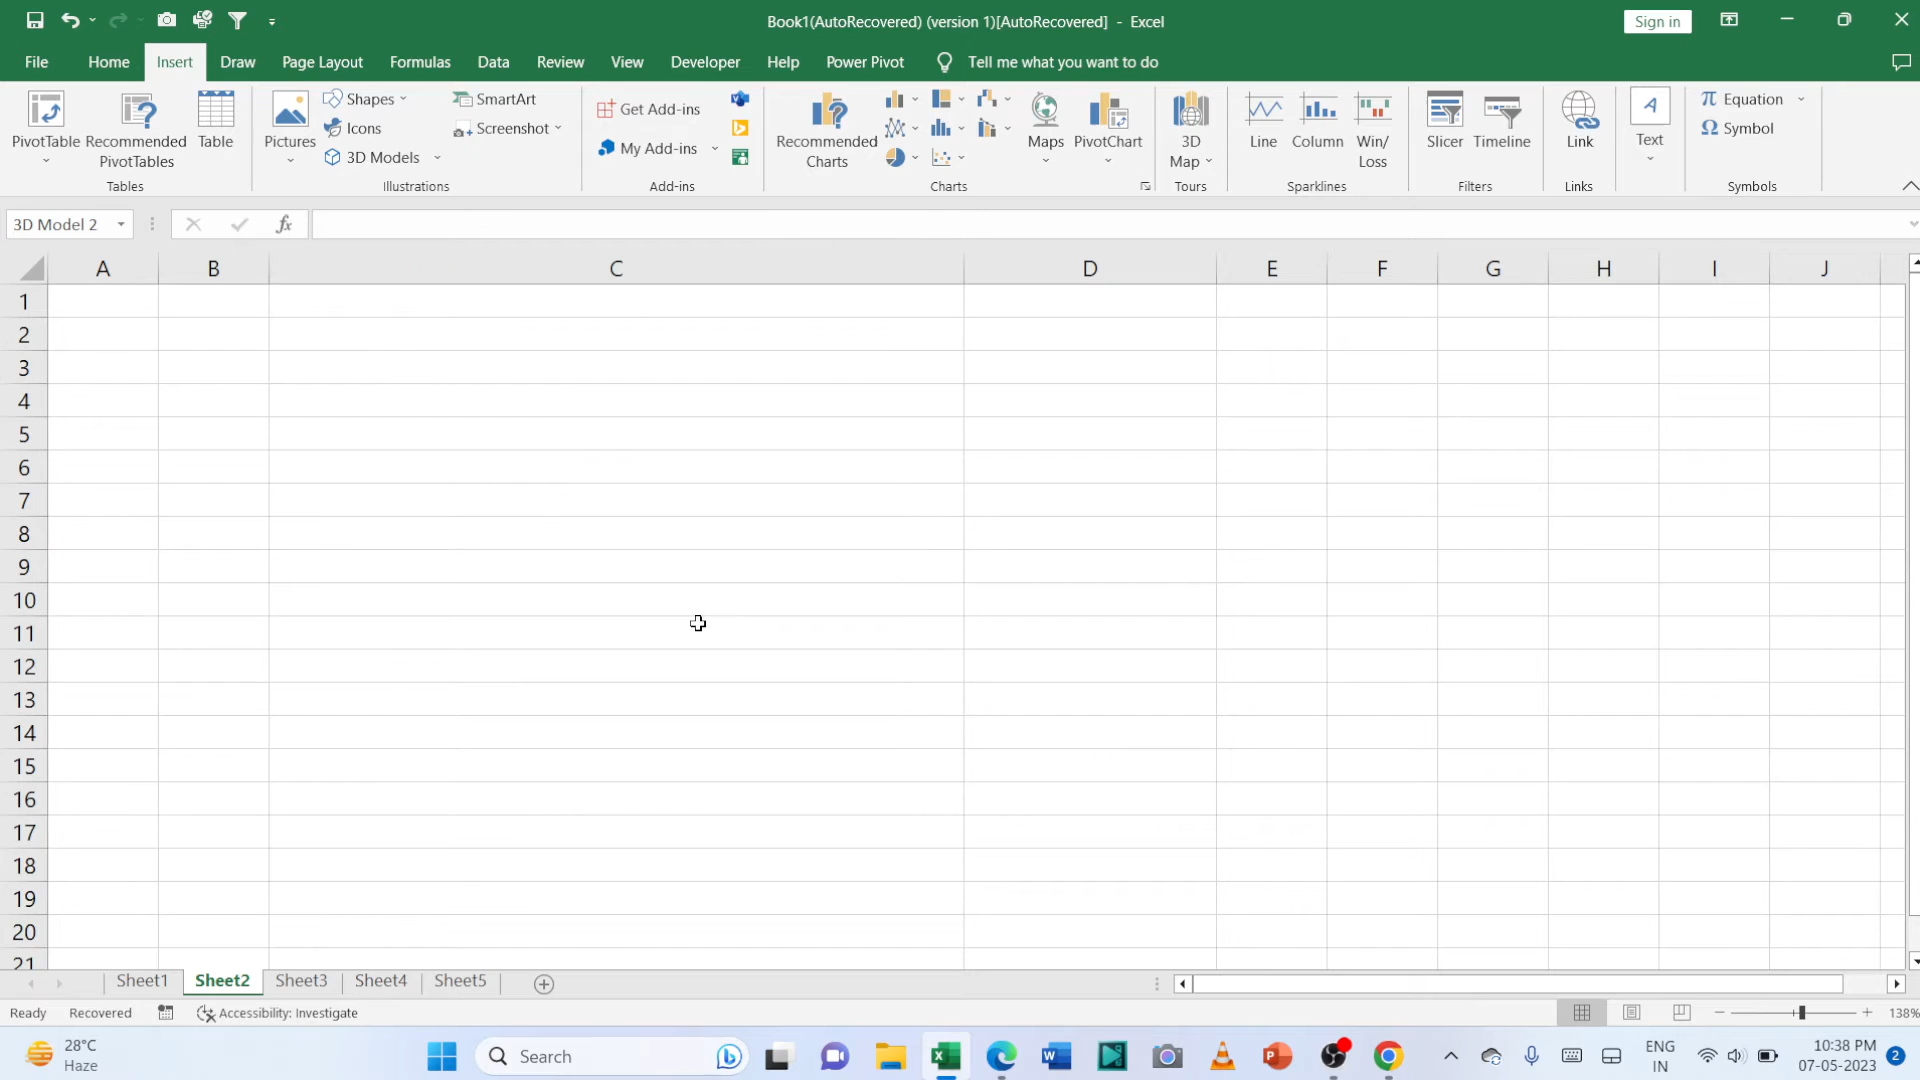 Book1(AutoRecovered) (version 1)[AutoRecovered] - Excel
Sign in
File Home Insert Draw Page Layout Formulas Data Review View Developer Help Power Pivot Tell me what you want to do
PivotTable
Recommended
PivotTables
Table
Tables
Pictures
Shapes
Icons
3D Models
SmartArt
Screenshot
Illustrations
Get Add-ins
My Add-ins
Add-ins
Recommended
Charts
Maps
PivotChart
Charts
3D
Map
Tours
Line
Column
Win/
Loss
Sparklines
Slicer
Timeline
Filters
Link
Links
A
Text
π Equation
Ω Symbol
Symbols
3D Model 2
fx
A B C D E F G H I J
1
2
3
4
5
6
7
8
9
10
11
12
13
14
15
16
17
18
19
20
21
Sheet1 Sheet2 Sheet3 Sheet4 Sheet5
Ready Recovered Accessibility: Investigate
138%
28°C
Haze
Search
ENG
IN
10:38 PM
07-05-2023
2